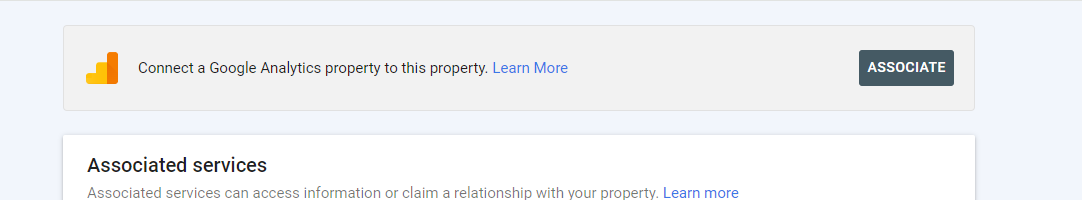 Connect a Google Analytics property to this property. Learn More
ASSOCIATE
Associated services
Associated services can access information or claim a relationship with your property. Learn more